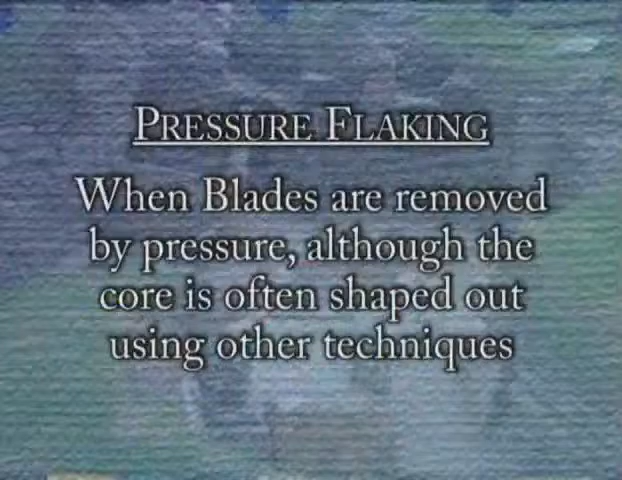 PRESSURE FLAKING
When Blades are removed
by pressure, although the
core is often shaped out
using other techniques